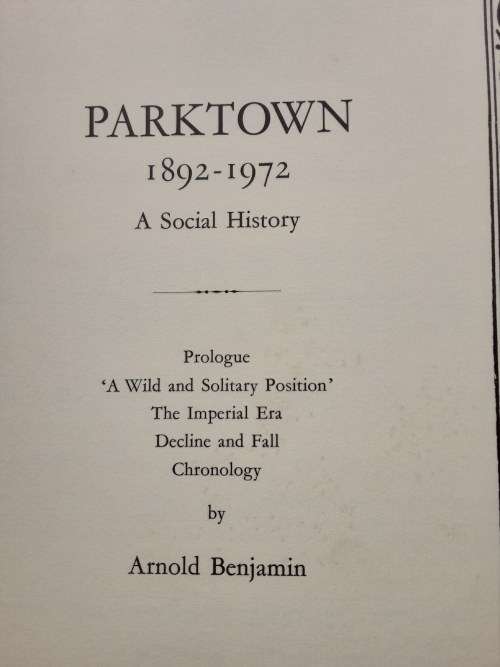 PARKTOWN
1892-1972
A Social History
Prologue
‘A Wild and Solitary Position’
The Imperial Era
Decline and Fall
Chronology
by
Arnold Benjamin